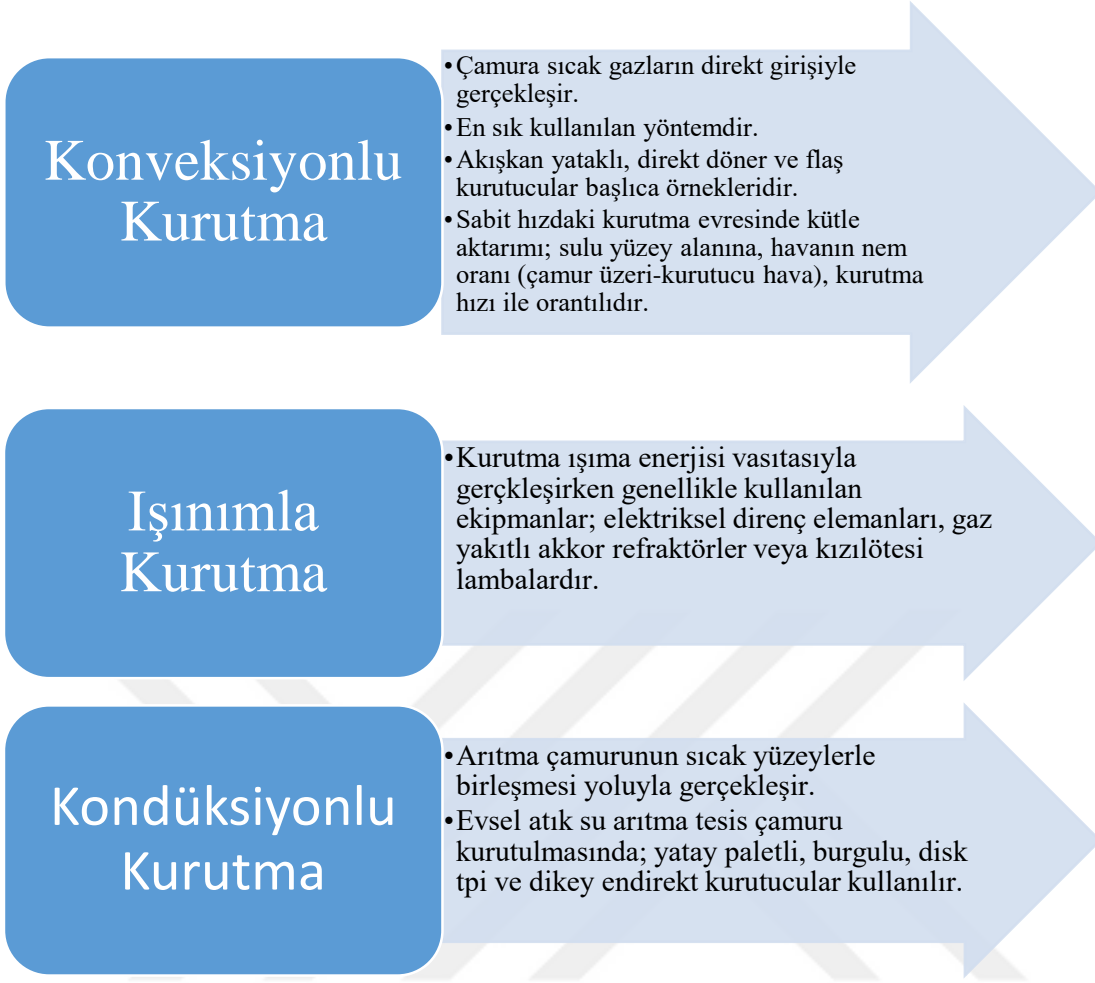 Konveksiyonlu
Kurutma
•Çamura sıcak gazların direkt girişiyle
gerçekleşir.
•En sık kullanılan yöntemdir.
•Akışkan yataklı, direkt döner ve flaş
kurutucular başlıca örnekleridir.
•Sabit hızdaki kurutma evresinde kütle
aktarımı; sulu yüzey alanına, havanın nem
oranı (çamur üzeri-kurutucu hava), kurutma
hızı ile orantılıdır.
Işınımla
Kurutma
•Kurutma ışıma enerjisi vasıtasıyla
gerçkleşirken genellikle kullanılan
ekipmanlar; elektriksel direnç elemanları, gaz
yakıtlı akkor refraktörler veya kızılötesi
lambalardır.
Kondüksiyonlu
Kurutma
•Arıtma çamurunun sıcak yüzeylerle
birleşmesi yoluyla gerçekleşir.
•Evsel atık su arıtma tesis çamuru
kurutulmasında; yatay paletli, burgulu, disk
tpi ve dikey endirekt kurutucular kullanılır.